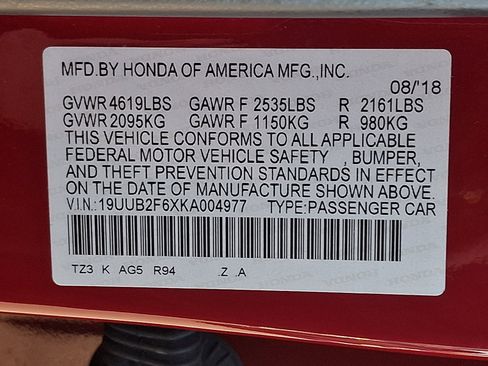 MFD.BY HONDA OF AMERICA MFG.,INC.
08/'18
GVWR 4619LBS GAWR F 2535LBS R 2161LBS
GVWR 2095KG GAWR F 1150KG R 980KG
THIS VEHICLE CONFORMS TO ALL APPLICABLE
FEDERAL MOTOR VEHICLE SAFETY , BUMPER,
AND THEFT PREVENTION STANDARDS IN EFFECT
ON THE DATE OF MANUFACTURE SHOWN ABOVE.
V.I.N.: 19UUB2F6XKA004977 TYPE:PASSENGER CAR
TZ3 K AG5 R94 .Z .A